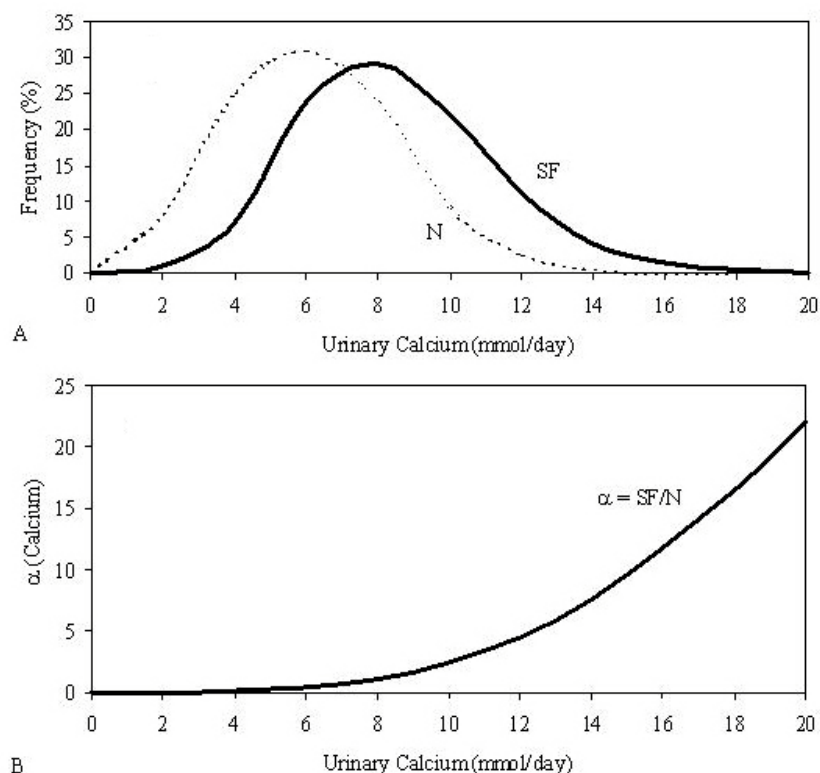 35
30
25
20
15
10
5
0
Frequency (%)
SF
N
0 2 4 6 8 10 12 14 16 18 20
A
Urinary Calcium (mmol/day)
25
20
15
10
5
0
α (Calcium)
α = SF/N
0 2 4 6 8 10 12 14 16 18 20
B
Urinary Calcium (mmol/day)